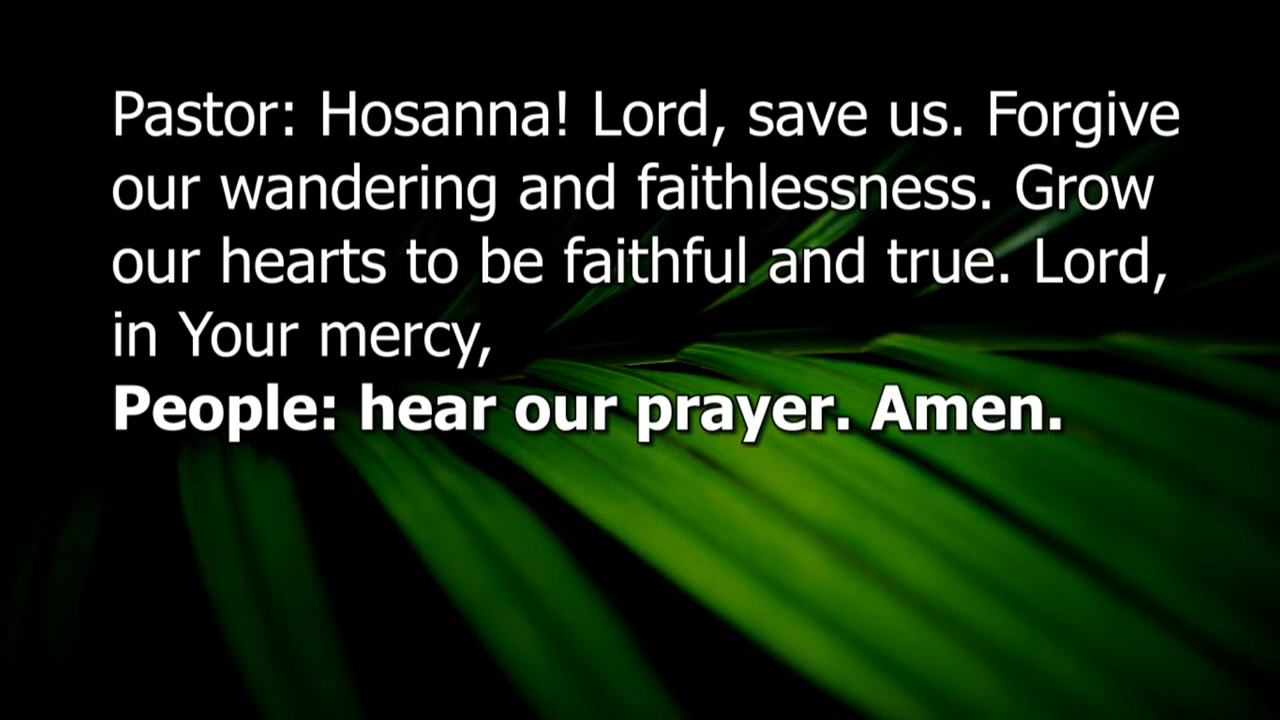 Pastor: Hosanna! Lord, save us. Forgive
our wandering and faithlessness. Grow
our hearts to be faithful and true. Lord,
in Your mercy,
People: hear our prayer. Amen.